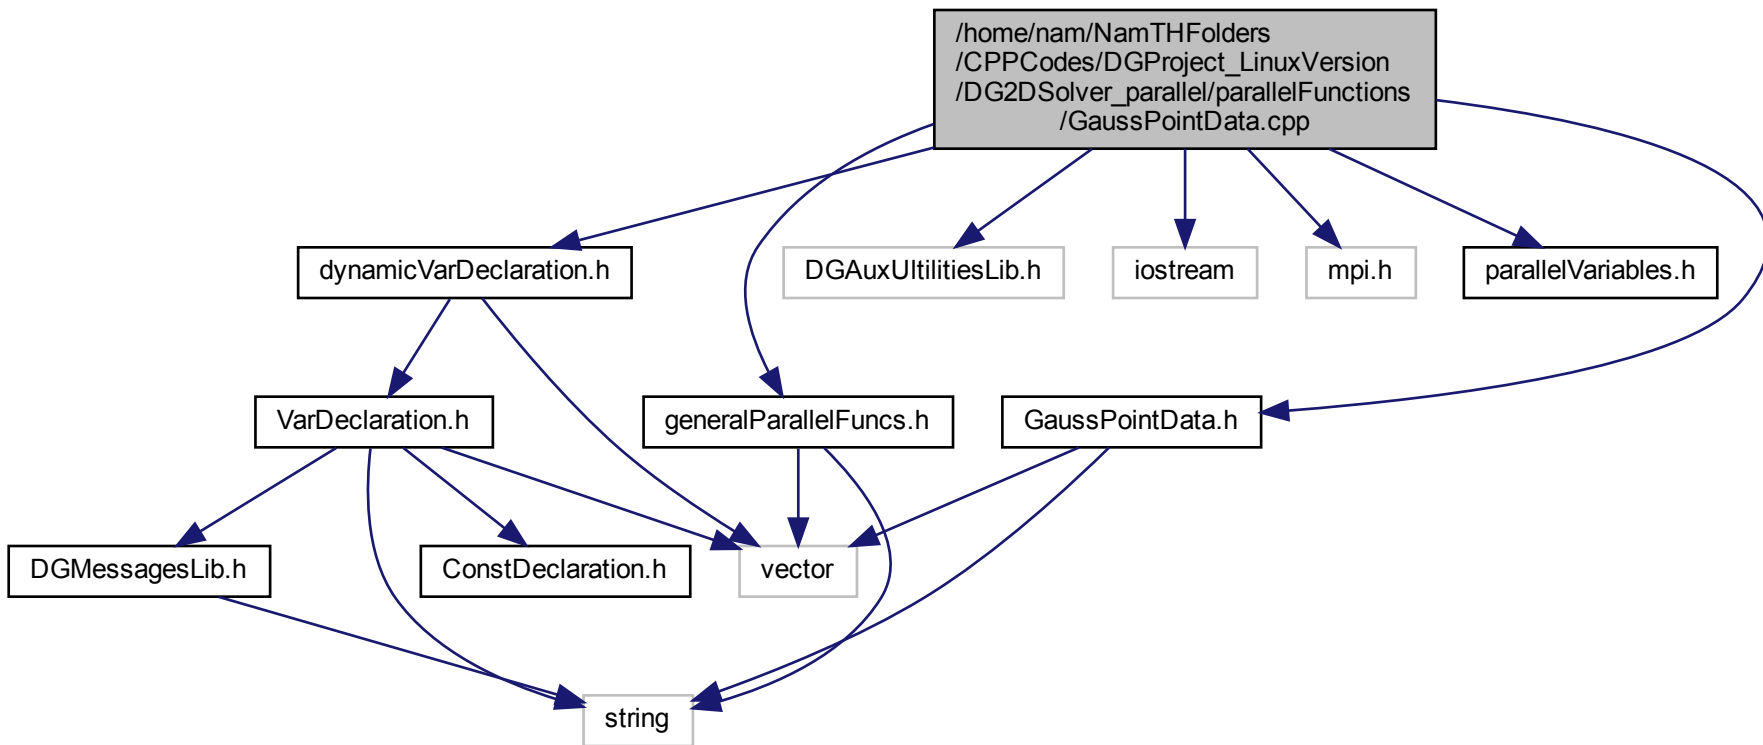 /home/nam/NamTHFolders
/CPPCodes/DGProject_LinuxVersion
/DG2DSolver_parallel/parallelFunctions
/GaussPointData.cpp
dynamicVarDeclaration.h
DGAuxUltilitiesLib.h
iostream
mpi.h
parallelVariables.h
VarDeclaration.h
generalParallelFuncs.h
GaussPointData.h
DGMessagesLib.h
ConstDeclaration.h
vector
string